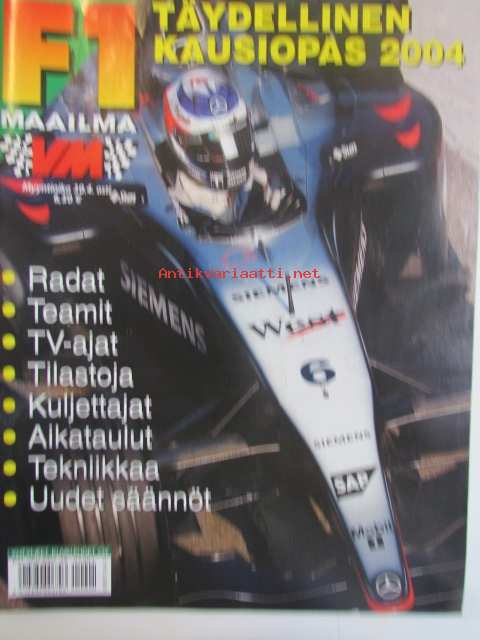 F1
TÄYDELLINEN
KAUSIOPAS 2004
MAAILMA
VM
Antikvariaatti.net
Radat
Teamit
TV-ajat
Tilastoja
Kuljettajat
Aikataulut
Tekniikkaa
Uudet säännöt
SIEMENS
SIEMENS
West
6
SIEMENS
SAP
Mobil
1